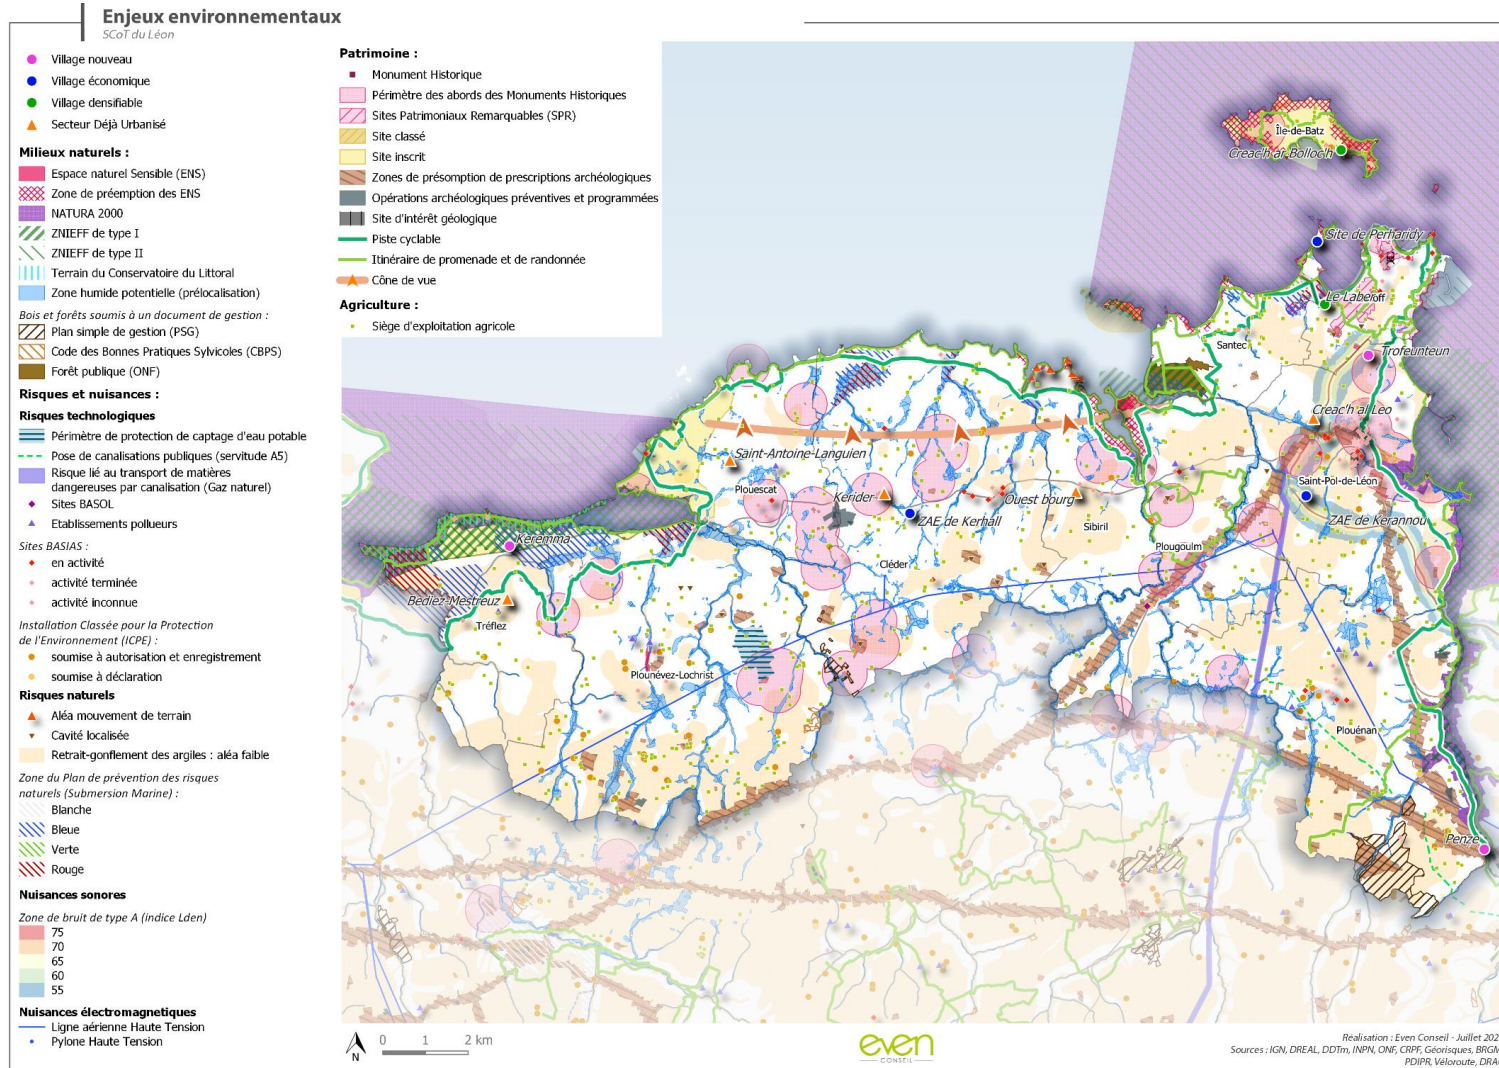 Enjeux environnementaux
SCoT du Léon
Village nouveau
Village économique
Village densifiable
Secteur Déjà Urbanisé
Milieux naturels :
Espace naturel Sensible (ENS)
Zone de préemption des ENS
NATURA 2000
ZNIEFF de type I
ZNIEFF de type II
Terrain du Conservatoire du Littoral
Zone humide potentielle (prélocalisation)
Bois et forêts soumis à un document de gestion :
Plan simple de gestion (PSG)
Code des Bonnes Pratiques Sylvicoles (CBPS)
Forêt publique (ONF)
Risques et nuisances :
Risques technologiques
Périmètre de protection de captage d'eau potable
Pose de canalisations publiques (servitude A5)
Risque lié au transport de matières
dangereuses par canalisation (Gaz naturel)
Sites BASOL
Etablissements pollueurs
Sites BASIAS :
en activité
activité terminée
activité inconnue
Installation Classée pour la Protection
de l'Environnement (ICPE) :
soumise à autorisation et enregistrement
soumise à déclaration
Risques naturels
Aléa mouvement de terrain
Cavité localisée
Retrait-gonflement des argiles : aléa faible
Zone du Plan de prévention des risques
naturels (Submersion Marine) :
Blanche
Bleue
Verte
Rouge
Nuisances sonores
Zone de bruit de type A (indice Lden)
75
70
65
60
55
Nuisances électromagnetiques
Ligne aérienne Haute Tension
Pylone Haute Tension
Patrimoine :
Monument Historique
Périmètre des abords des Monuments Historiques
Sites Patrimoniaux Remarquables (SPR)
Site classé
Site inscrit
Zones de présomption de prescriptions archéologiques
Opérations archéologiques préventives et programmées
Site d'intérêt géologique
Piste cyclable
Itinéraire de promenade et de randonnée
Cône de vue
Agriculture :
Siège d'exploitation agricole
Île-de-Batz
Creac'h ar Bolloc'h
Site de Perharidy
Le Laber
Santec
Trofeunteun
Creac'h al Leo
Saint-Pol-de-Léon
ZAE de Kerannou
Saint-Antoine-Languien
Plouescat
Kerider
ZAE de Kerhall
Ouest bourg
Sibiril
Plougoulm
Cléder
Keremma
Bediez-Mestreuz
Tréflez
Plounévez-Lochrist
Plouénan
Penzé
N
0 1 2 km
even
CONSEIL
Réalisation : Even Conseil - Juillet 202
Sources : IGN, DREAL, DDTm, INPN, ONF, CRPF, Géorisques, BRGM
PDIPR, Véloroute, DRA